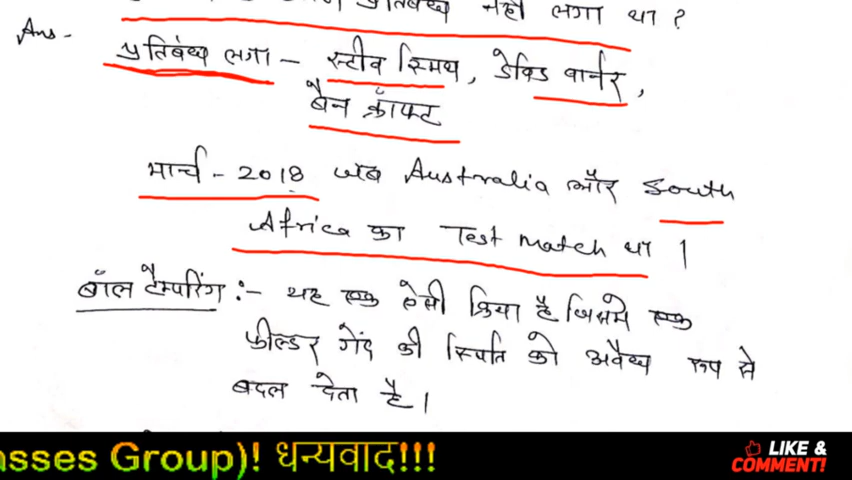 प्रतिबंध नहीं लगा था ?
Ans - प्रतिबंध लगा - स्टीव स्मिथ, डेविड वार्नर,
बैन क्रॉफ्ट
मार्च - 2018 जब Australia और South
Africa का Test Match था ।
बॉल टैम्परिंग :- यह एक ऐसी क्रिया है जिसमे एक
फील्डर गेंद की स्थिति को अवैध रूप से
बदल देता है।
asses Group)! धन्यवाद!!!
LIKE &
COMMENT!